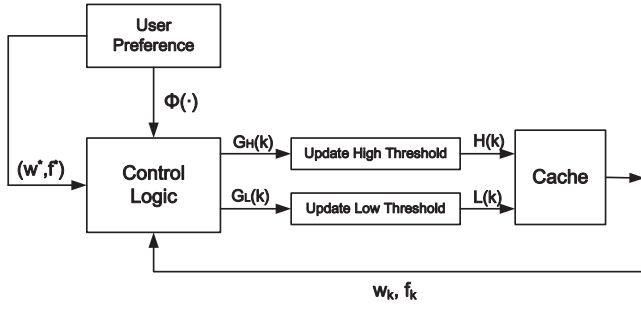 User
Preference
Φ(·)
(w*,f*)
Control
Logic
GH(k)
Update High Threshold
H(k)
GL(k)
Update Low Threshold
L(k)
Cache
wk, fk